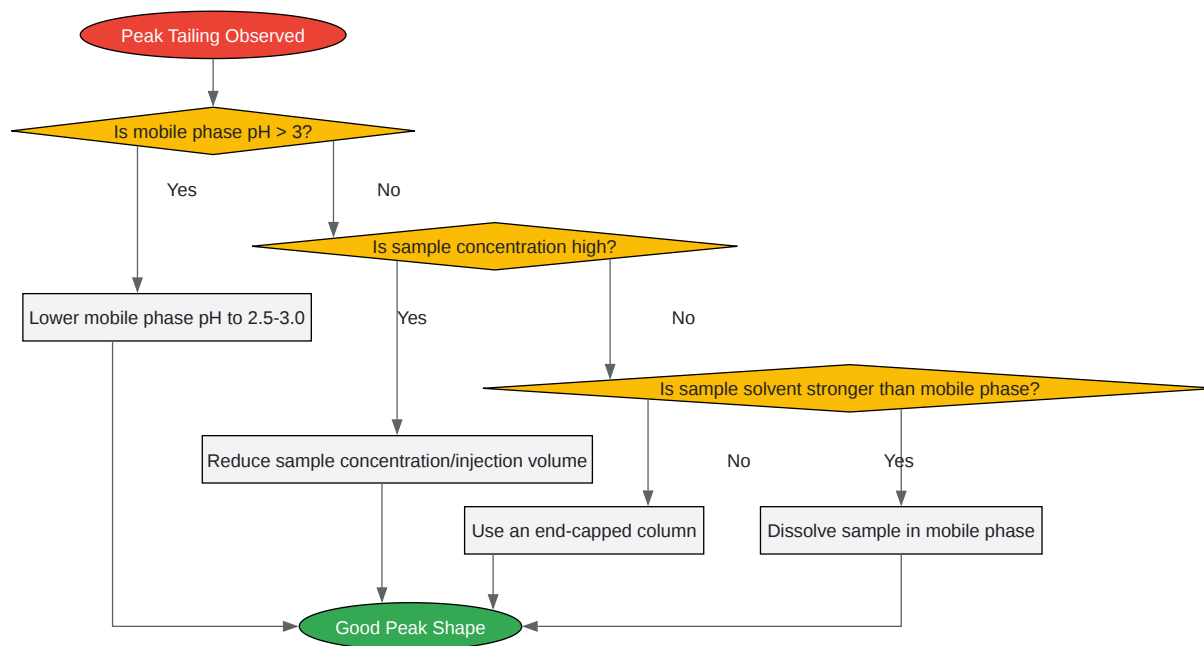 Peak Tailing Observed
Is mobile phase pH > 3?
Yes
No
Is sample concentration high?
Lower mobile phase pH to 2.5-3.0
Yes
No
Is sample solvent stronger than mobile phase?
Reduce sample concentration/injection volume
No
Yes
Use an end-capped column
Dissolve sample in mobile phase
Good Peak Shape